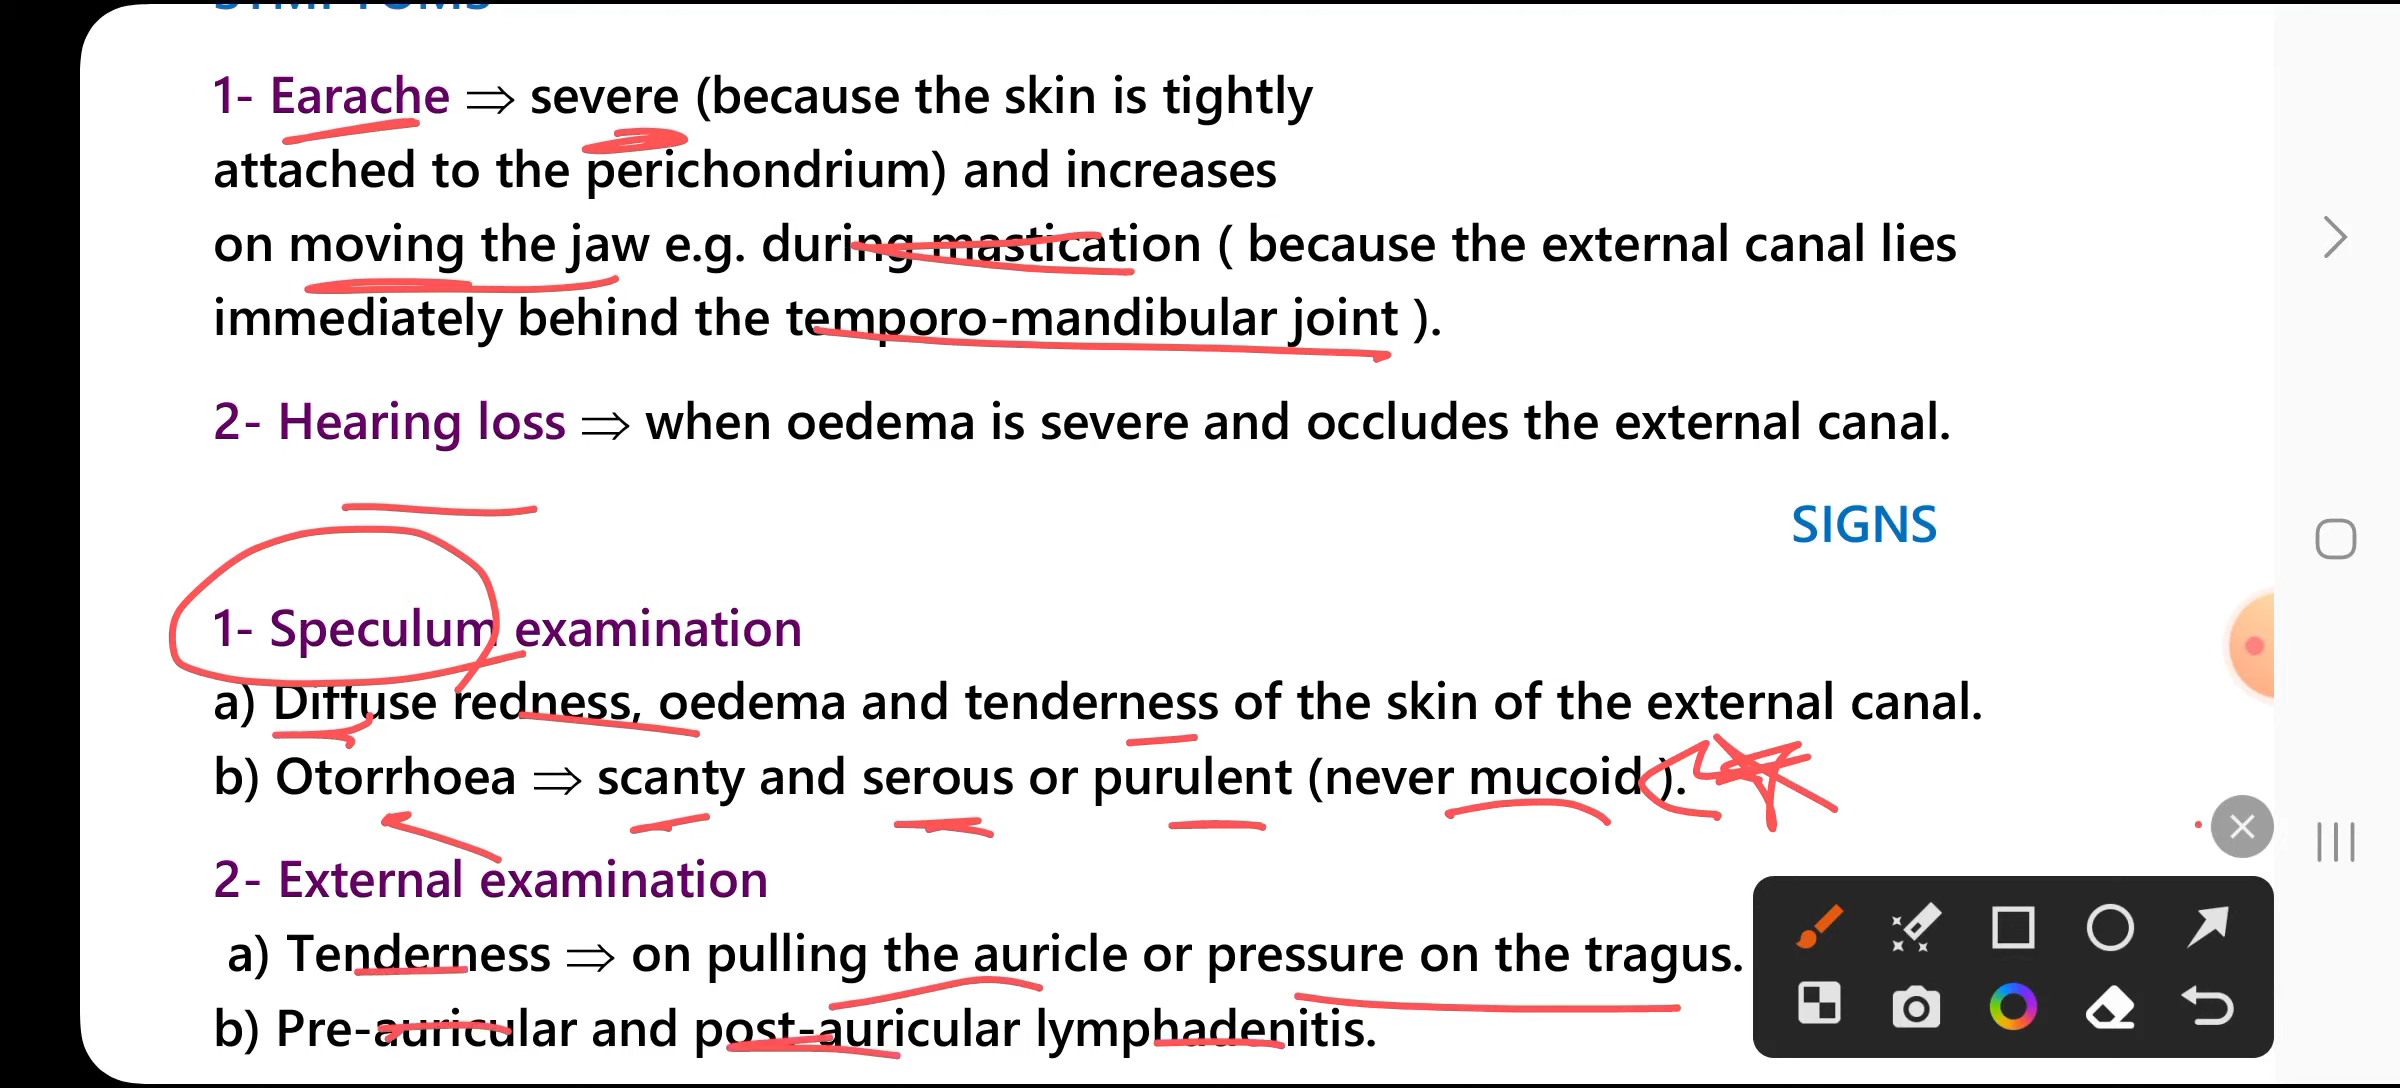 SYMPTOMS
1- Earache ⇒ severe (because the skin is tightly
attached to the perichondrium) and increases
on moving the jaw e.g. during mastication ( because the external canal lies
immediately behind the temporo-mandibular joint ).
2- Hearing loss ⇒ when oedema is severe and occludes the external canal.
SIGNS
1- Speculum examination
a) Diffuse redness, oedema and tenderness of the skin of the external canal.
b) Otorrhoea ⇒ scanty and serous or purulent (never mucoid ).
2- External examination
a) Tenderness ⇒ on pulling the auricle or pressure on the tragus.
b) Pre-auricular and post-auricular lymphadenitis.